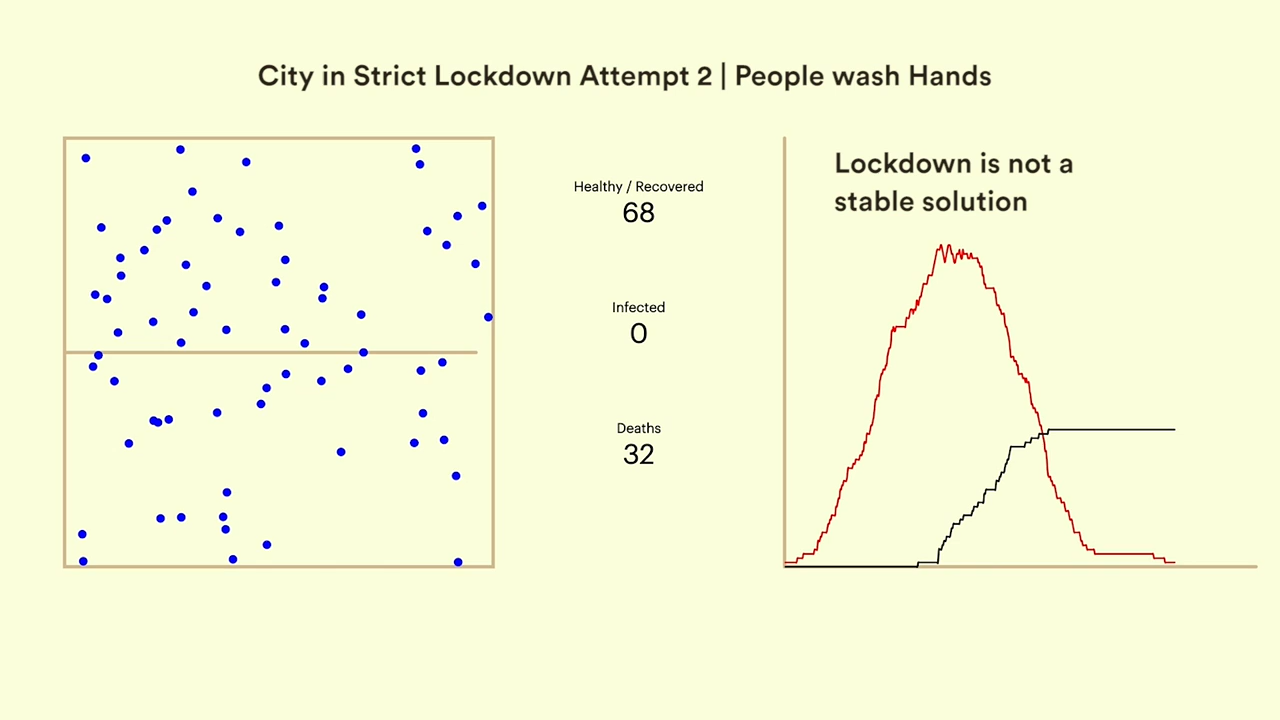 City in Strict Lockdown Attempt 2 | People wash Hands
Healthy / Recovered
68
Infected
0
Deaths
32
Lockdown is not a
stable solution